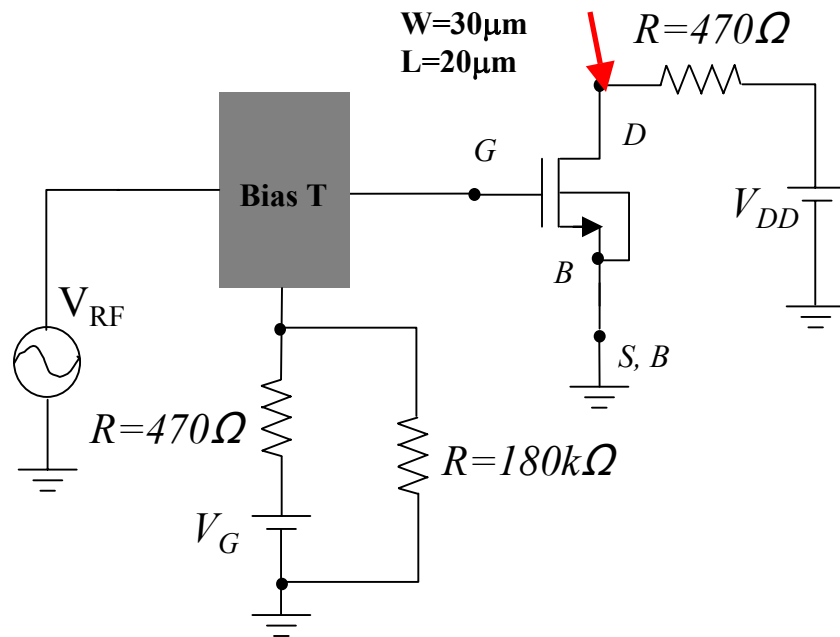 W=30μm
L=20μm
R=470Ω
G
D
Bias T
V_DD
B
V_RF
S, B
R=470Ω
R=180kΩ
V_G